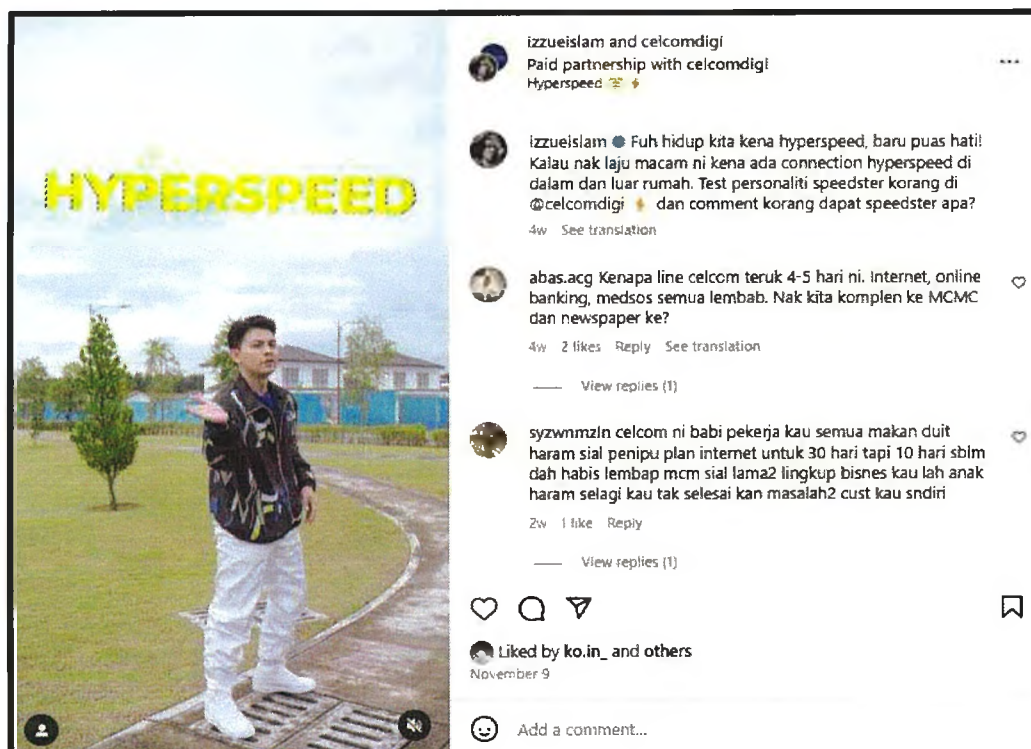 izzueislam and celcomdigi
Paid partnership with celcomdigi
Hyperspeed
HYPERSPEED
izzueislam Fuh hidup kita kena hyperspeed, baru puas hati!
Kalau nak laju macam ni kena ada connection hyperspeed di
dalam dan luar rumah. Test personaliti speedster korang di
@celcomdigi dan comment korang dapat speedster apa?
4w See translation
abas.acg Kenapa line celcom teruk 4-5 hari ni. Internet, online
banking, medsos semua lembab. Nak kita komplen ke MCMC
dan newspaper ke?
4w 2 likes Reply See translation
View replies (1)
syzwnmzln celcom ni babi pekerja kau semua makan duit
haram sial penipu plan internet untuk 30 hari tapi 10 hari sblm
dah habis lembap mcm sial lama2 lingkup bisnes kau lah anak
haram selagi kau tak selesai kan masalah2 cust kau sndiri
2w 1 like Reply
View replies (1)
Liked by ko.in_ and others
November 9
Add a comment...